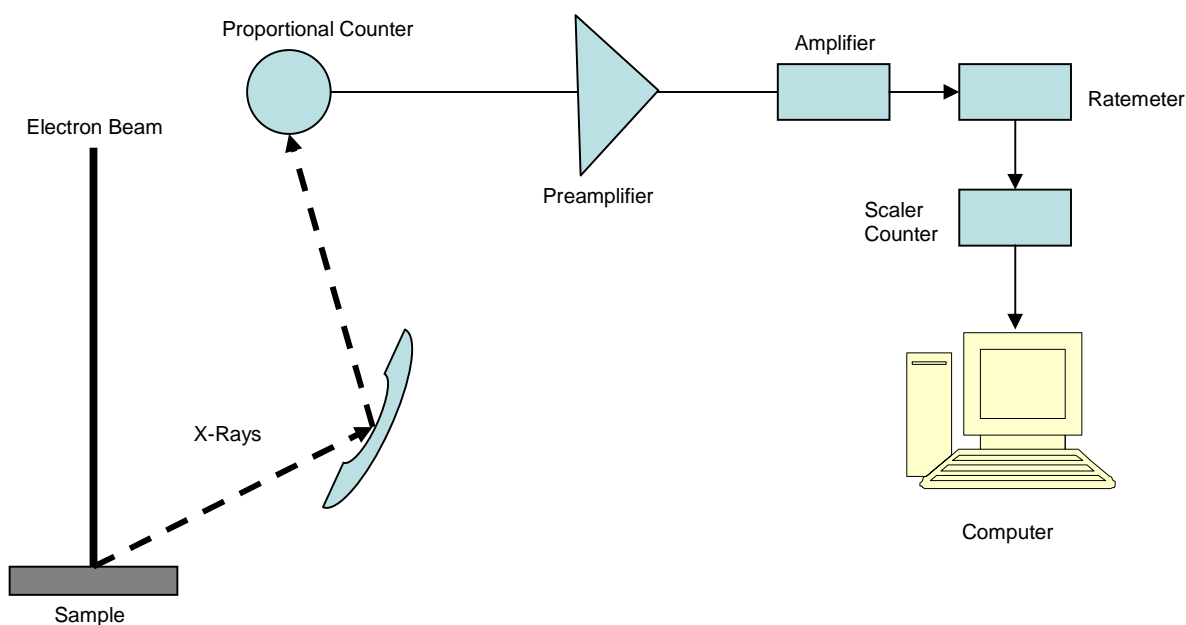 Proportional Counter
Amplifier
Ratemeter
Electron Beam
Preamplifier
Scaler
Counter
X-Rays
Computer
Sample